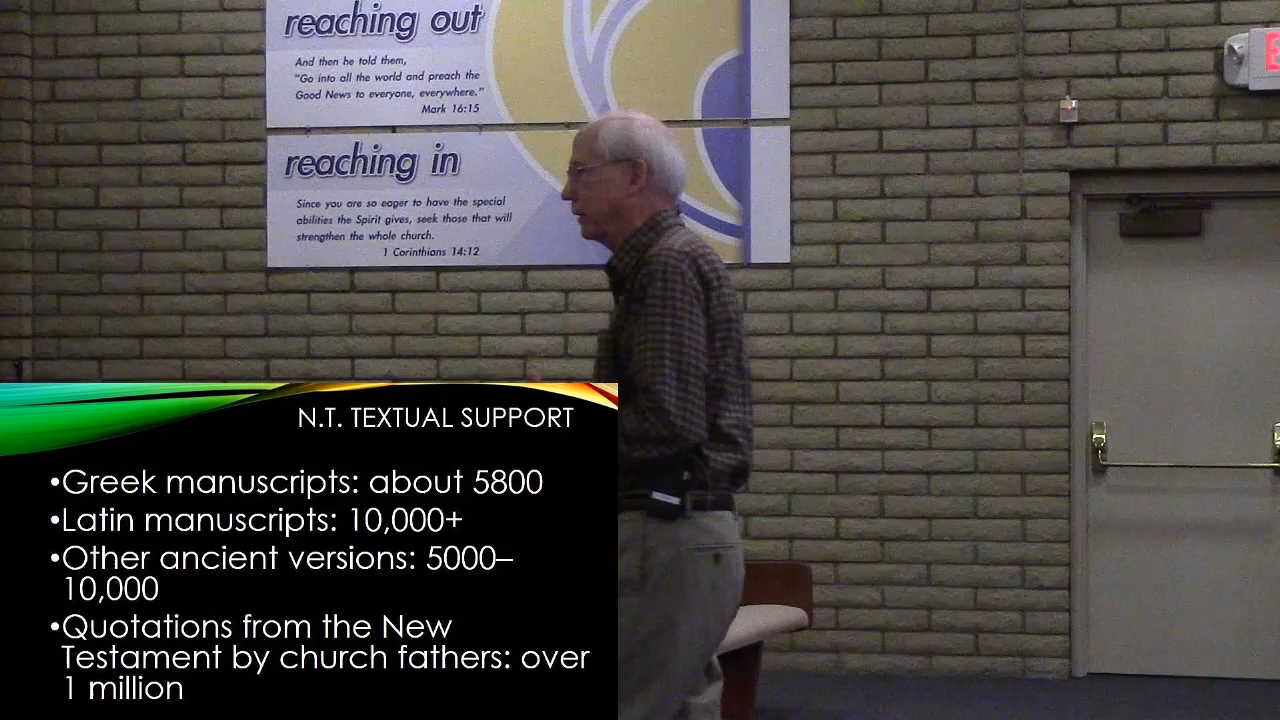 reaching out
And then he told them,
"Go into all the world and preach the
Good News to everyone, everywhere."
Mark 16:15
reaching in
Since you are so eager to have the special
abilities the Spirit gives, seek those that will
strengthen the whole church.
1 Corinthians 14:12
N.T. TEXTUAL SUPPORT
•Greek manuscripts: about 5800
•Latin manuscripts: 10,000+
•Other ancient versions: 5000–
10,000
•Quotations from the New
Testament by church fathers: over
1 million